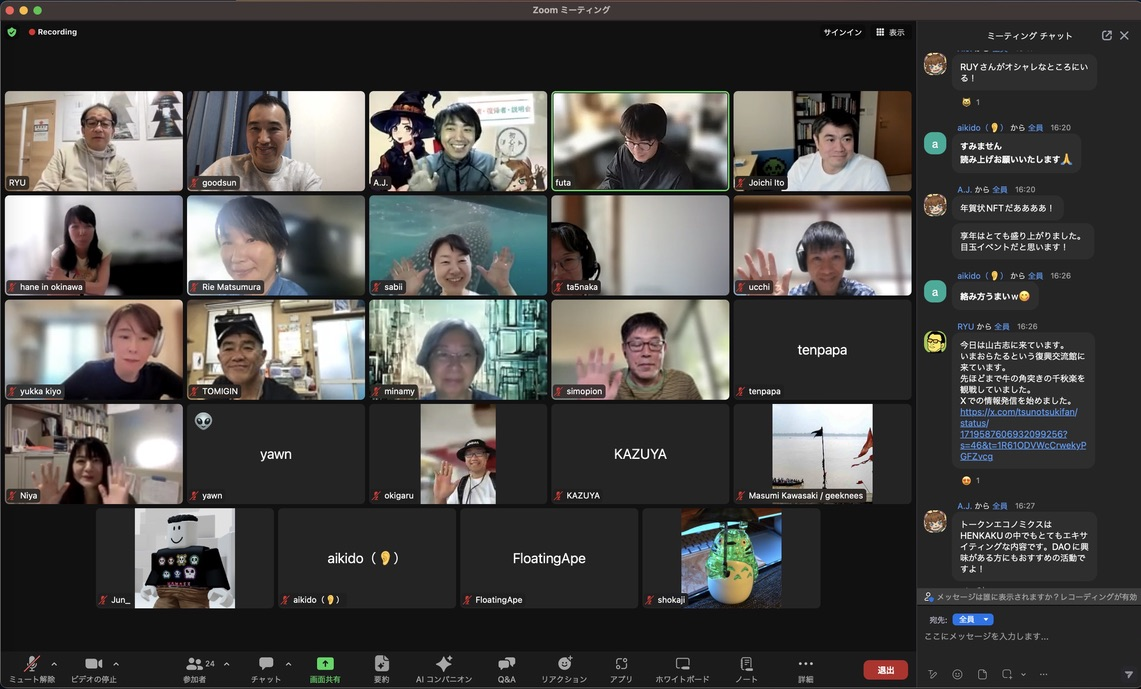 Zoom ミーティング
Recording
サインイン
表示
RYU
goodsun
A.J.
futa
Joichi Ito
hane in okinawa
Rie Matsumura
sabii
ta5naka
ucchi
yukka kiyo
TOMIGIN
minamy
simopion
tenpapa
tenpapa
Niya
yawn
yawn
okigaru
KAZUYA
KAZUYA
Masumi Kawasaki / geeknees
Jun_
aikido（👂）
aikido（👂）
FloatingApe
FloatingApe
shokaji
ミュート解除
ビデオの停止
24
参加者
チャット
画面共有
要約
AI コンパニオン
Q&A
リアクション
アプリ
ホワイトボード
ノート
詳細
退出
ミーティング チャット
RUYさんがオシャレなところにい
る！
1
aikido（👂） から 全員 16:20
a
すみません
読み上げお願いいたします🙏
A.J. から 全員 16:20
年賀状NFTだああああ！
享年はとても盛り上がりました。
目玉イベントだと思います！
aikido（👂） から 全員 16:26
a
絡み方うまいw😋
RYU から 全員 16:26
今日は山古志に来ています。
いまおらたるという復興交流館に
来ています。
先ほどまで牛の角突きの千秋楽を
観戦していました。
Xでの情報発信を始めました。
https://x.com/tsunotsukifan/
status/
1719587606932099256?
s=46&t=1R61ODVWcCrwekyP
GFZvcg
1
A.J. から 全員 16:27
トークンエコノミクスは
HENKAKUの中でもとてもエキサ
イティングな内容です。DAOに興
味がある方にもおすすめの活動で
すよ！
メッセージは誰に表示されますか？レコーディングが有効
宛先: 全員
ここにメッセージを入力します...